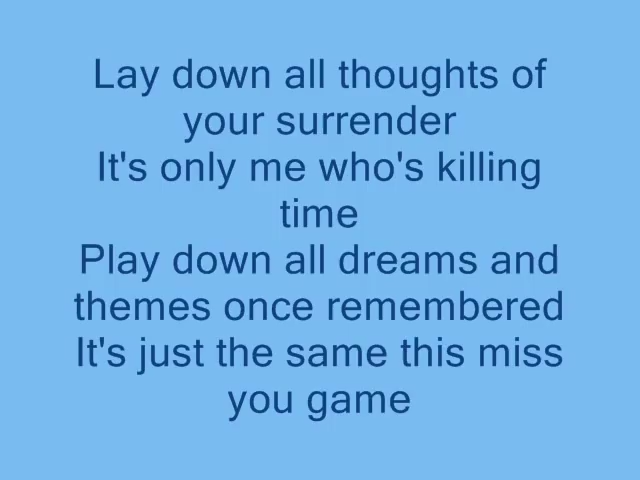 Lay down all thoughts of
your surrender
It's only me who's killing
time
Play down all dreams and
themes once remembered
It's just the same this miss
you game